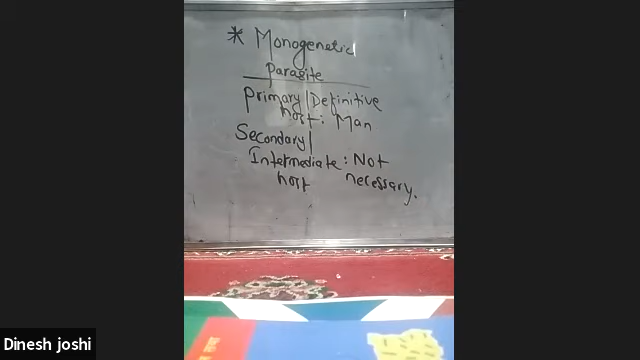 * Monogenetic
Parasite
Primary/Definitive
host: Man
Secondary/
Intermediate: Not
host necessary.
Dinesh joshi